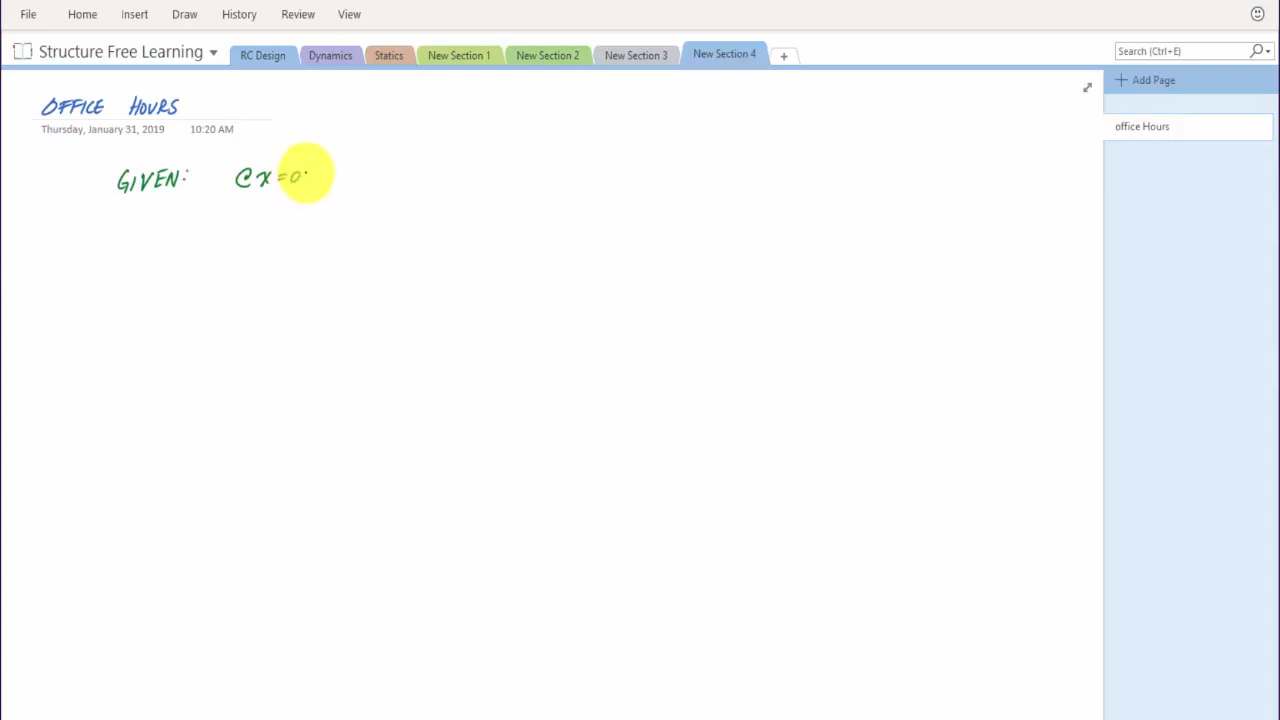 File Home Insert Draw History Review View
Structure Free Learning RC Design Dynamics Statics New Section 1 New Section 2 New Section 3 New Section 4 + Search (Ctrl+E)
Add Page
OFFICE HOURS
office Hours
Thursday, January 31, 2019 10:20 AM
GIVEN: @ x = 0